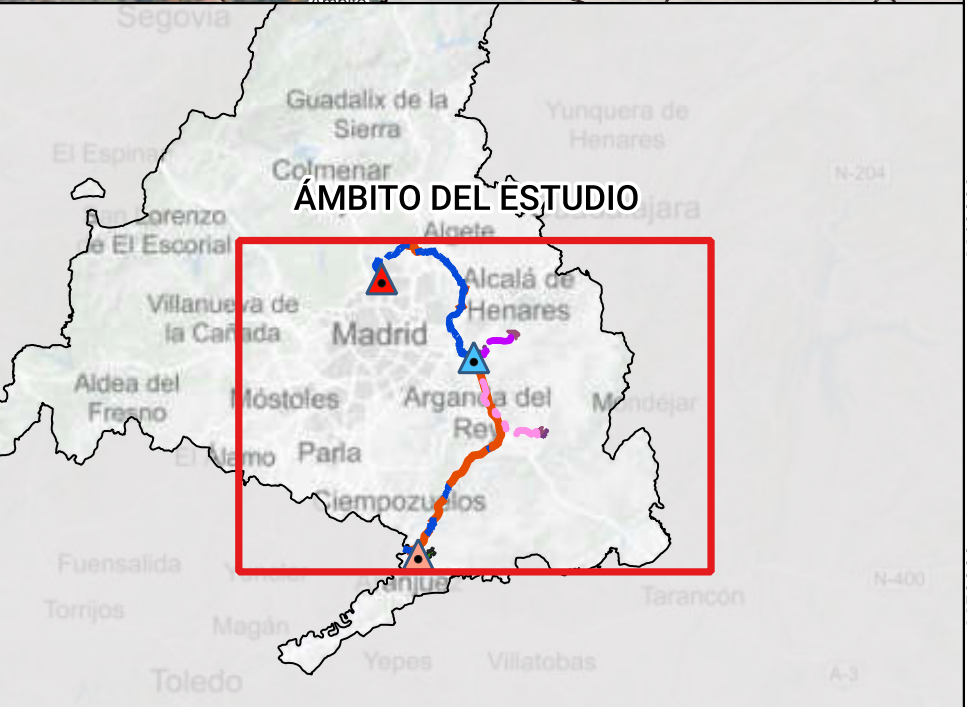 Segovia
Guadalix de la
Sierra
Yunquera de
Henares
El Espinar
Colmenar
N-204
ÁMBITO DEL ESTUDIO
San Lorenzo
de El Escorial
Algete
Alcalá de
Henares
Villanueva de
la Cañada
Madrid
Aldea del
Fresno
Móstoles
Arganda del
Rey
Mondéjar
El Álamo
Parla
Ciempozuelos
Fuensalida
Yuncler
Aranjuez
N-400
Torrijos
Tarancón
Magán
Yepes
Villatobas
Toledo
A-3